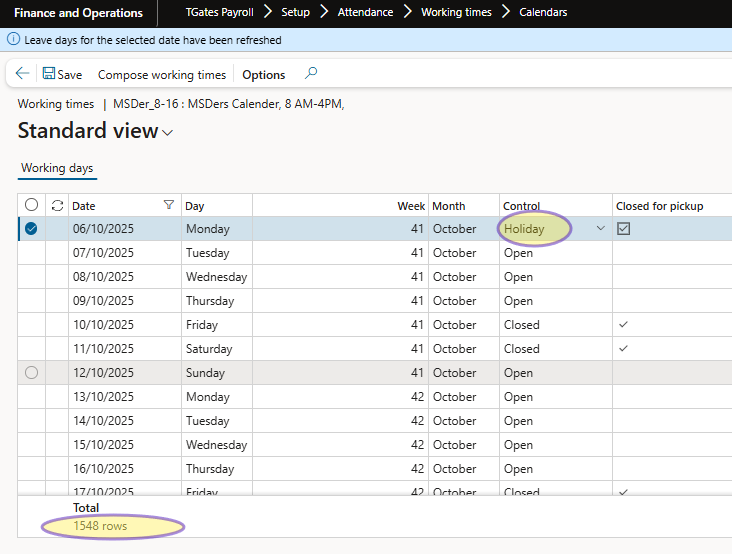 Finance and Operations TGates Payroll > Setup > Attendance > Working times > Calendars
Leave days for the selected date have been refreshed
Save Compose working times Options
Working times | MSDer_8-16 : MSDers Calender, 8 AM-4PM,
Standard view
Working days
Date Day Week Month Control Closed for pickup
06/10/2025 Monday 41 October Holiday
07/10/2025 Tuesday 41 October Open
08/10/2025 Wednesday 41 October Open
09/10/2025 Thursday 41 October Open
10/10/2025 Friday 41 October Closed
11/10/2025 Saturday 41 October Closed
12/10/2025 Sunday 41 October Open
13/10/2025 Monday 42 October Open
14/10/2025 Tuesday 42 October Open
15/10/2025 Wednesday 42 October Open
16/10/2025 Thursday 42 October Open
17/10/2025 Friday 42 October Closed
Total
1548 rows